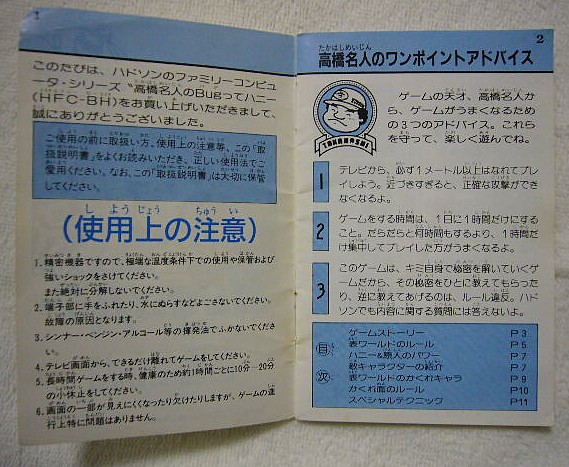 1
このたびは、ハドソンのファミリーコンピュ
ータ・シリーズ“高橋名人のBugってハニー
(HFC-BH)をお買い上げいただきまして、
誠にありがとうございました。
ご使用の前に取扱い方、使用上の注意等、この「取
扱説明書」をよくお読みいただき、正しい使用法でご
愛用ください。なお、この「取扱説明書」は大切に保管
してください。
しようじょう ちゅうい
(使用上の注意)
1.精密機器ですので、極端な温度条件下での使用や保管および
強いショックをさけてください。
また絶対に分解しないでください。
2.端子部に手をふれたり、水にぬらすなどよごさないでください。
故障の原因となります。
3.シンナー・ベンジン・アルコール等の揮発油でふかないでくださ
い。
4.テレビ画面から、できるだけ離れてゲームをしてください。
5.長時間ゲームをする時、健康のため約1時間ごとに10分〜20分
の小休止をしてください。
6.画面の一部が見えにくくなったり欠けたりしますが、ゲームの進
行上特に問題はありません。
2
たかはしめいじん
高橋名人のワンポイントアドバイス
TAKAHASHI
ゲームの天才、高橋名人か
ら、ゲームがうまくなるため
の3つのアドバイス。これら
を守って、楽しく遊んでね。
1
テレビから、必ず1メートル以上はなれてプレ
イしよう。近づきすぎると、正確な攻撃ができ
なくなるよ。
2
ゲームをする時間は、1日に1時間だけにする
こと。だらだらと何時間もするより、1時間だ
け集中してプレイした方がうまくなるよ。
3
このゲームは、キミ自身で秘密を解いていくゲ
ームだから、その秘密をひとに教えてもらった
り、逆に教えてあげるのは、ルール違反。ハド
ソンでも内容に関する質問には答えないよ。
目次
ゲームストーリー P3
表ワールドのルール P5
ハニー&原人のパワー P7
敵キャラクターの紹介 P7
表ワールドのかくれキャラ P9
かくれ面のルール P10
スペシャルテクニック P11